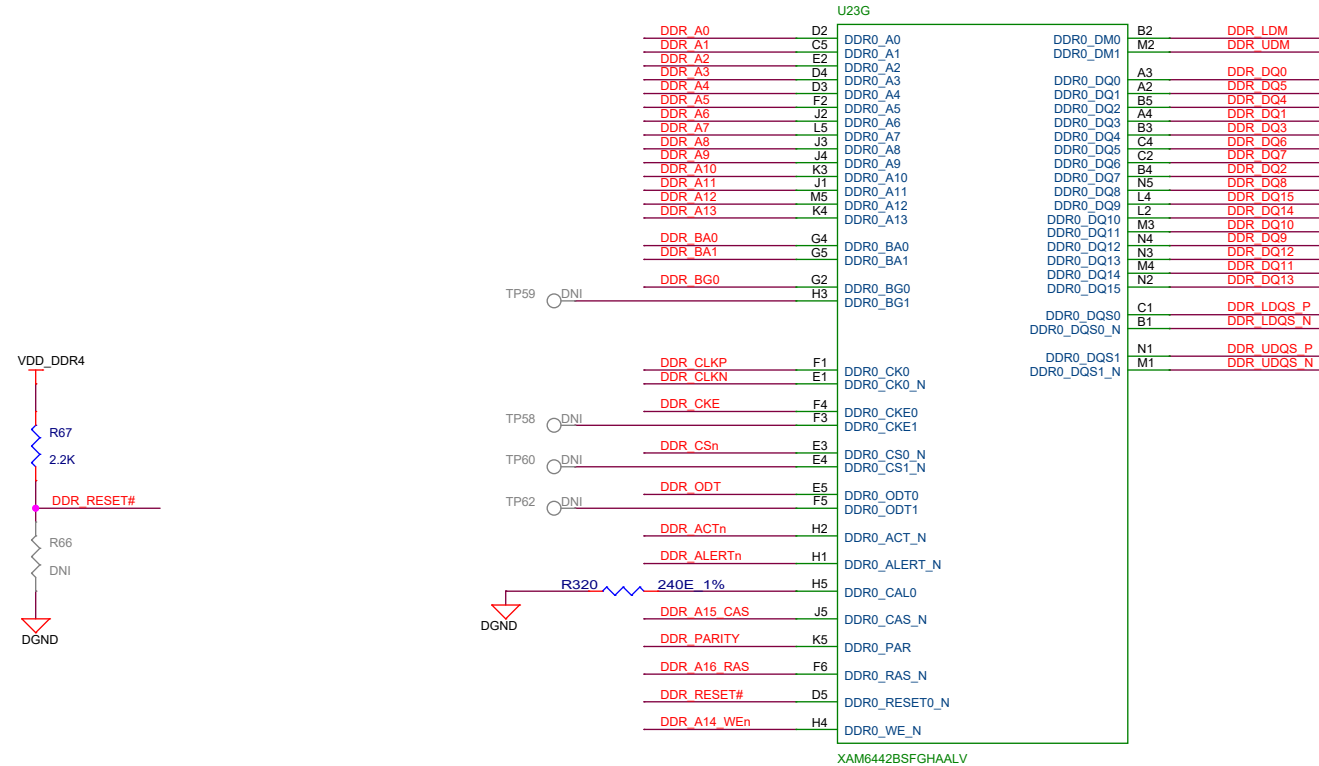 U23G
DDR_A0 D2 DDR0_A0 DDR0_DM0 B2 DDR_LDM
DDR_A1 C5 DDR0_A1 DDR0_DM1 M2 DDR_UDM
DDR_A2 E2 DDR0_A2
DDR_A3 D4 DDR0_A3 DDR0_DQ0 A3 DDR_DQ0
DDR_A4 D3 DDR0_A4 DDR0_DQ1 A2 DDR_DQ5
DDR_A5 F2 DDR0_A5 DDR0_DQ2 B5 DDR_DQ4
DDR_A6 J2 DDR0_A6 DDR0_DQ3 A4 DDR_DQ1
DDR_A7 L5 DDR0_A7 DDR0_DQ4 B3 DDR_DQ3
DDR_A8 J3 DDR0_A8 DDR0_DQ5 C4 DDR_DQ6
DDR_A9 J4 DDR0_A9 DDR0_DQ6 C2 DDR_DQ7
DDR_A10 K3 DDR0_A10 DDR0_DQ7 B4 DDR_DQ2
DDR_A11 J1 DDR0_A11 DDR0_DQ8 N5 DDR_DQ8
DDR_A12 M5 DDR0_A12 DDR0_DQ9 L4 DDR_DQ15
DDR_A13 K4 DDR0_A13 DDR0_DQ10 L2 DDR_DQ14
DDR0_DQ11 M3 DDR_DQ10
DDR_BA0 G4 DDR0_BA0 DDR0_DQ12 N4 DDR_DQ9
DDR_BA1 G5 DDR0_BA1 DDR0_DQ13 N3 DDR_DQ12
DDR0_DQ14 M4 DDR_DQ11
DDR_BG0 G2 DDR0_BG0 DDR0_DQ15 N2 DDR_DQ13
TP59 DNI H3 DDR0_BG1
DDR0_DQS0 C1 DDR_LDQS_P
DDR0_DQS0_N B1 DDR_LDQS_N
DDR0_DQS1 N1 DDR_UDQS_P
DDR0_DQS1_N M1 DDR_UDQS_N
VDD_DDR4
DDR_CLKP F1 DDR0_CK0
DDR_CLKN E1 DDR0_CK0_N
DDR_CKE F4 DDR0_CKE0
TP58 DNI F3 DDR0_CKE1
R67
2.2K
DDR_CSn E3 DDR0_CS0_N
TP60 DNI E4 DDR0_CS1_N
DDR_RESET#
DDR_ODT E5 DDR0_ODT0
TP62 DNI F5 DDR0_ODT1
R66
DNI
DDR_ACTn H2 DDR0_ACT_N
DDR_ALERTn H1 DDR0_ALERT_N
R320 240E_1% H5 DDR0_CAL0
DGND
DGND
DDR_A15_CAS J5 DDR0_CAS_N
DDR_PARITY K5 DDR0_PAR
DDR_A16_RAS F6 DDR0_RAS_N
DDR_RESET# D5 DDR0_RESET0_N
DDR_A14_WEn H4 DDR0_WE_N
XAM6442BSFGHAALV